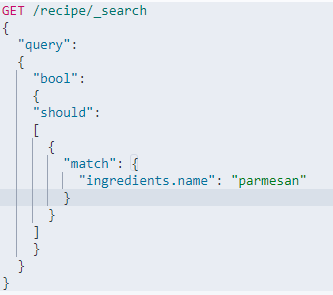 GET /recipe/_search
{
  "query":
  {
    "bool":
    {
    "should":
    [
      {
        "match": {
          "ingredients.name": "parmesan"
        }
      }
    ]
    }
  }
}